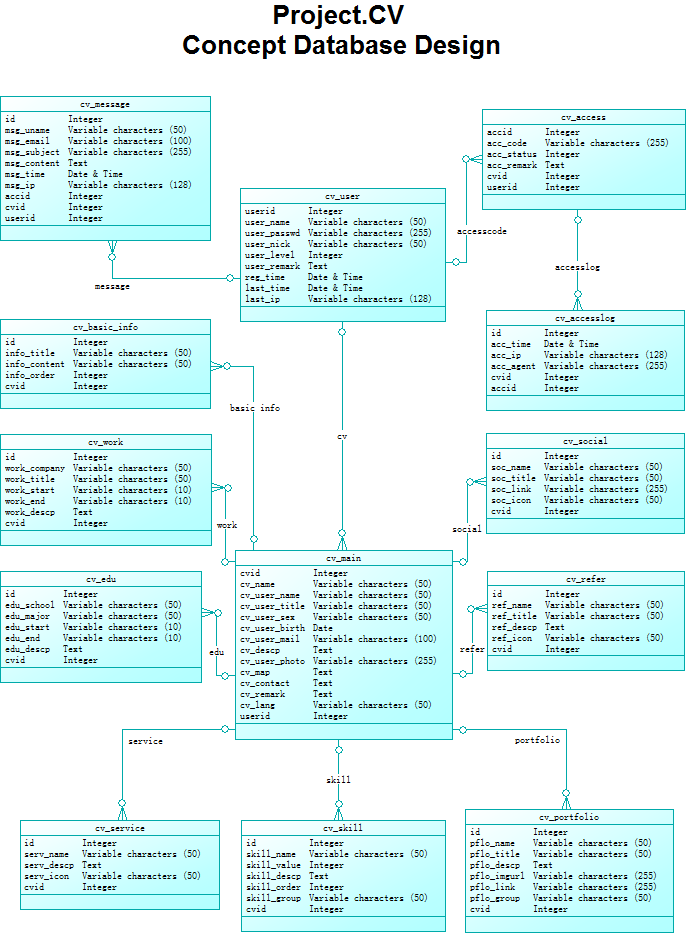 Project.CV
Concept Database Design
cv_message
id Integer
msg_uname Variable characters (50)
msg_email Variable characters (100)
msg_subject Variable characters (255)
msg_content Text
msg_time Date & Time
msg_ip Variable characters (128)
accid Integer
cvid Integer
userid Integer
cv_access
accid Integer
acc_code Variable characters (255)
acc_status Integer
acc_remark Text
cvid Integer
userid Integer
cv_user
userid Integer
user_name Variable characters (50)
user_passwd Variable characters (255)
user_nick Variable characters (50)
user_level Integer
user_remark Text
reg_time Date & Time
last_time Date & Time
last_ip Variable characters (128)
accesscode
accesslog
message
cv_basic_info
id Integer
info_title Variable characters (50)
info_content Variable characters (50)
info_order Integer
cvid Integer
cv_accesslog
id Integer
acc_time Date & Time
acc_ip Variable characters (128)
acc_agent Variable characters (255)
cvid Integer
accid Integer
basic info
cv
cv_work
id Integer
work_company Variable characters (50)
work_title Variable characters (50)
work_start Variable characters (10)
work_end Variable characters (10)
work_descp Text
cvid Integer
cv_social
id Integer
soc_name Variable characters (50)
soc_title Variable characters (50)
soc_link Variable characters (255)
soc_icon Variable characters (50)
cvid Integer
work
social
cv_main
cvid Integer
cv_name Variable characters (50)
cv_user_name Variable characters (50)
cv_user_title Variable characters (50)
cv_user_sex Variable characters (50)
cv_user_birth Date
cv_user_mail Variable characters (100)
cv_descp Text
cv_user_photo Variable characters (255)
cv_map Text
cv_contact Text
cv_remark Text
cv_lang Variable characters (50)
userid Integer
cv_edu
id Integer
edu_school Variable characters (50)
edu_major Variable characters (50)
edu_start Variable characters (10)
edu_end Variable characters (10)
edu_descp Text
cvid Integer
cv_refer
id Integer
ref_name Variable characters (50)
ref_title Variable characters (50)
ref_descp Text
ref_icon Variable characters (50)
cvid Integer
edu
refer
service
portfolio
skill
cv_service
id Integer
serv_name Variable characters (50)
serv_descp Text
serv_icon Variable characters (50)
cvid Integer
cv_skill
id Integer
skill_name Variable characters (50)
skill_value Integer
skill_descp Text
skill_order Integer
skill_group Variable characters (50)
cvid Integer
cv_portfolio
id Integer
pflo_name Variable characters (50)
pflo_title Variable characters (50)
pflo_descp Text
pflo_imgurl Variable characters (255)
pflo_link Variable characters (255)
pflo_group Variable characters (50)
cvid Integer